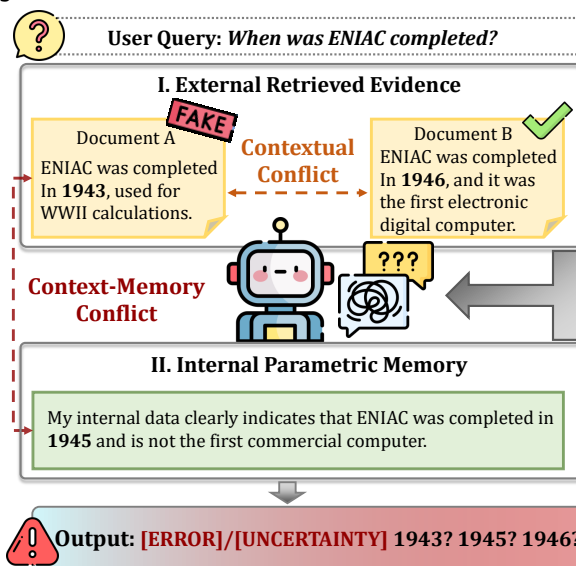 User Query: When was ENIAC completed?
I. External Retrieved Evidence
FAKE
Document A
ENIAC was completed
In 1943, used for
WWII calculations.
Contextual
Conflict
Document B
ENIAC was completed
In 1946, and it was
the first electronic
digital computer.
Context-Memory
Conflict
???
II. Internal Parametric Memory
My internal data clearly indicates that ENIAC was completed in
1945 and is not the first commercial computer.
Output: [ERROR]/[UNCERTAINTY] 1943? 1945? 1946?